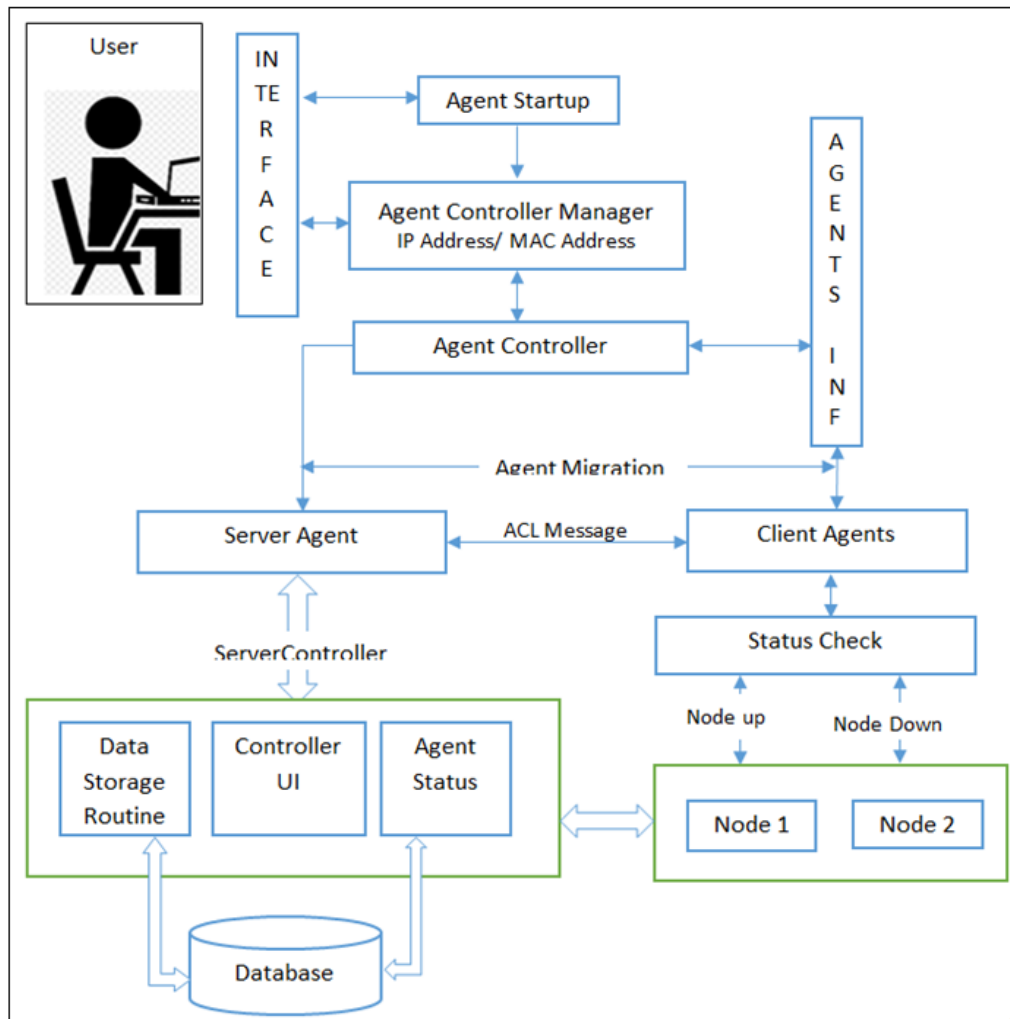 User
IN
TE
R
F
A
C
E
Agent Startup
Agent Controller Manager
IP Address/ MAC Address
Agent Controller
A
G
E
N
T
S
I
N
F
Agent Migration
Server Agent
ACL Message
Client Agents
ServerController
Status Check
Node up
Node Down
Data
Storage
Routine
Controller
UI
Agent
Status
Node 1
Node 2
Database